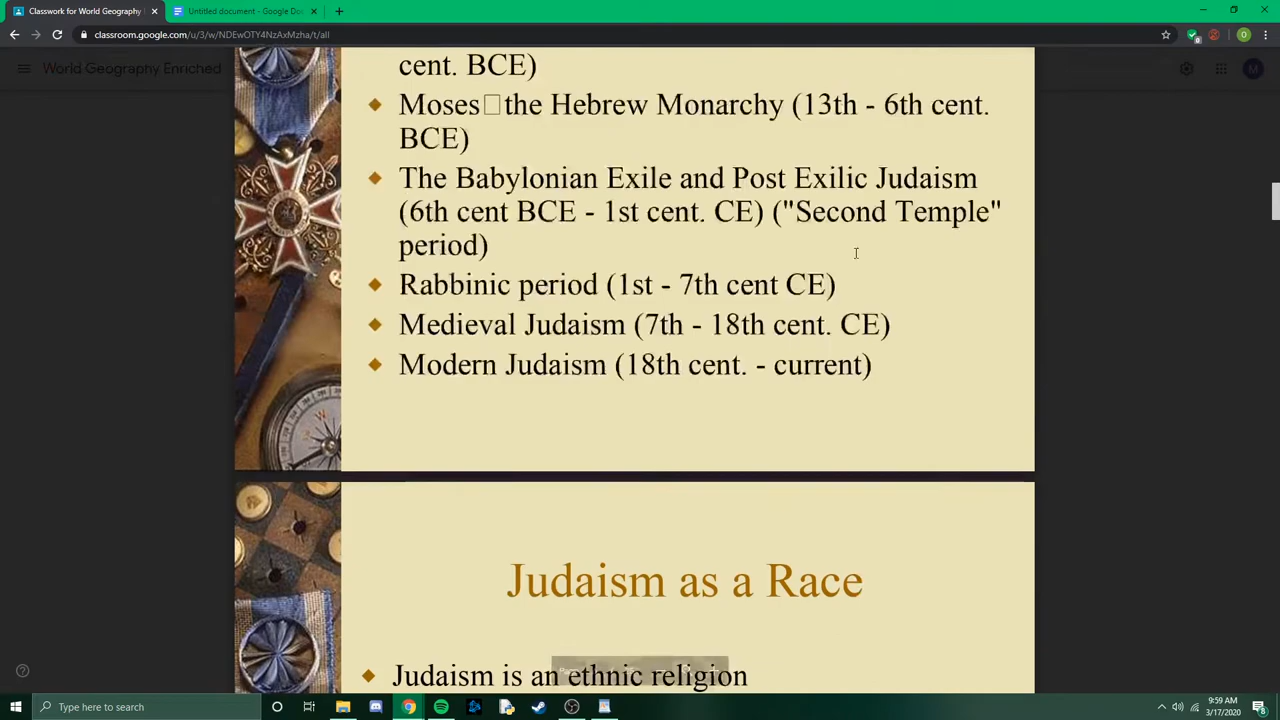 Classwork for World Geography
Untitled document - Google Doc
classroom.google.com/u/3/w/NDEwOTY4NzAxMzha/t/all
World Geography Enriched
M
cent. BCE)
Moses□the Hebrew Monarchy (13th - 6th cent.
BCE)
The Babylonian Exile and Post Exilic Judaism
(6th cent BCE - 1st cent. CE) ("Second Temple"
period)
Rabbinic period (1st - 7th cent CE)
Medieval Judaism (7th - 18th cent. CE)
Modern Judaism (18th cent. - current)
Judaism as a Race
Judaism is an ethnic religion
Type here to search
9:59 AM
3/17/2020